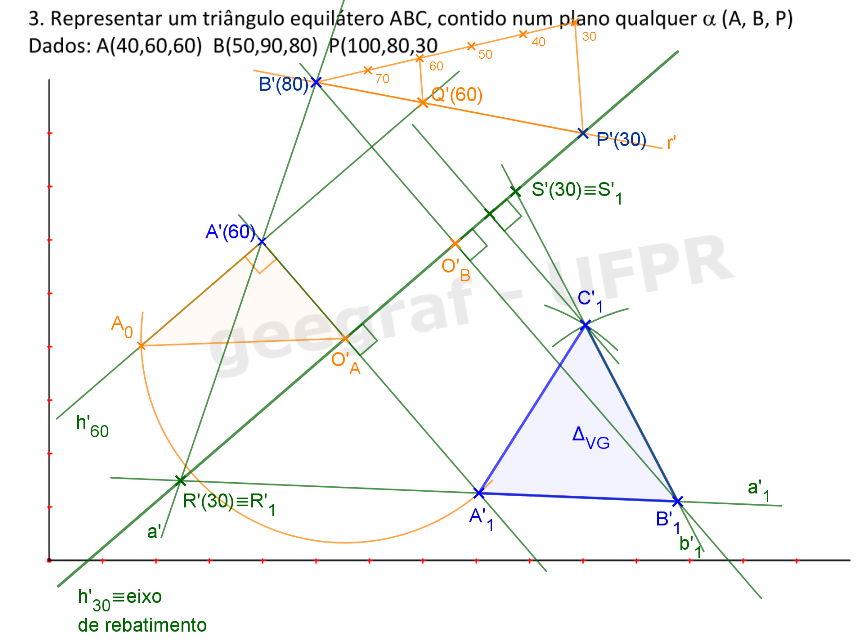 3. Representar um triângulo equilátero ABC, contido num plano qualquer α (A, B, P)
Dados: A(40,60,60) B(50,90,80) P(100,80,30
30
40
50
60
70
B'(80)
Q'(60)
P'(30)
r'
S'(30)≡S'1
A'(60)
O'B
geegraf - UFPR
C'1
A0
O'A
h'60
ΔVG
R'(30)≡R'1
a'1
A'1
B'1
a'
b'1
h'30≡eixo
de rebatimento